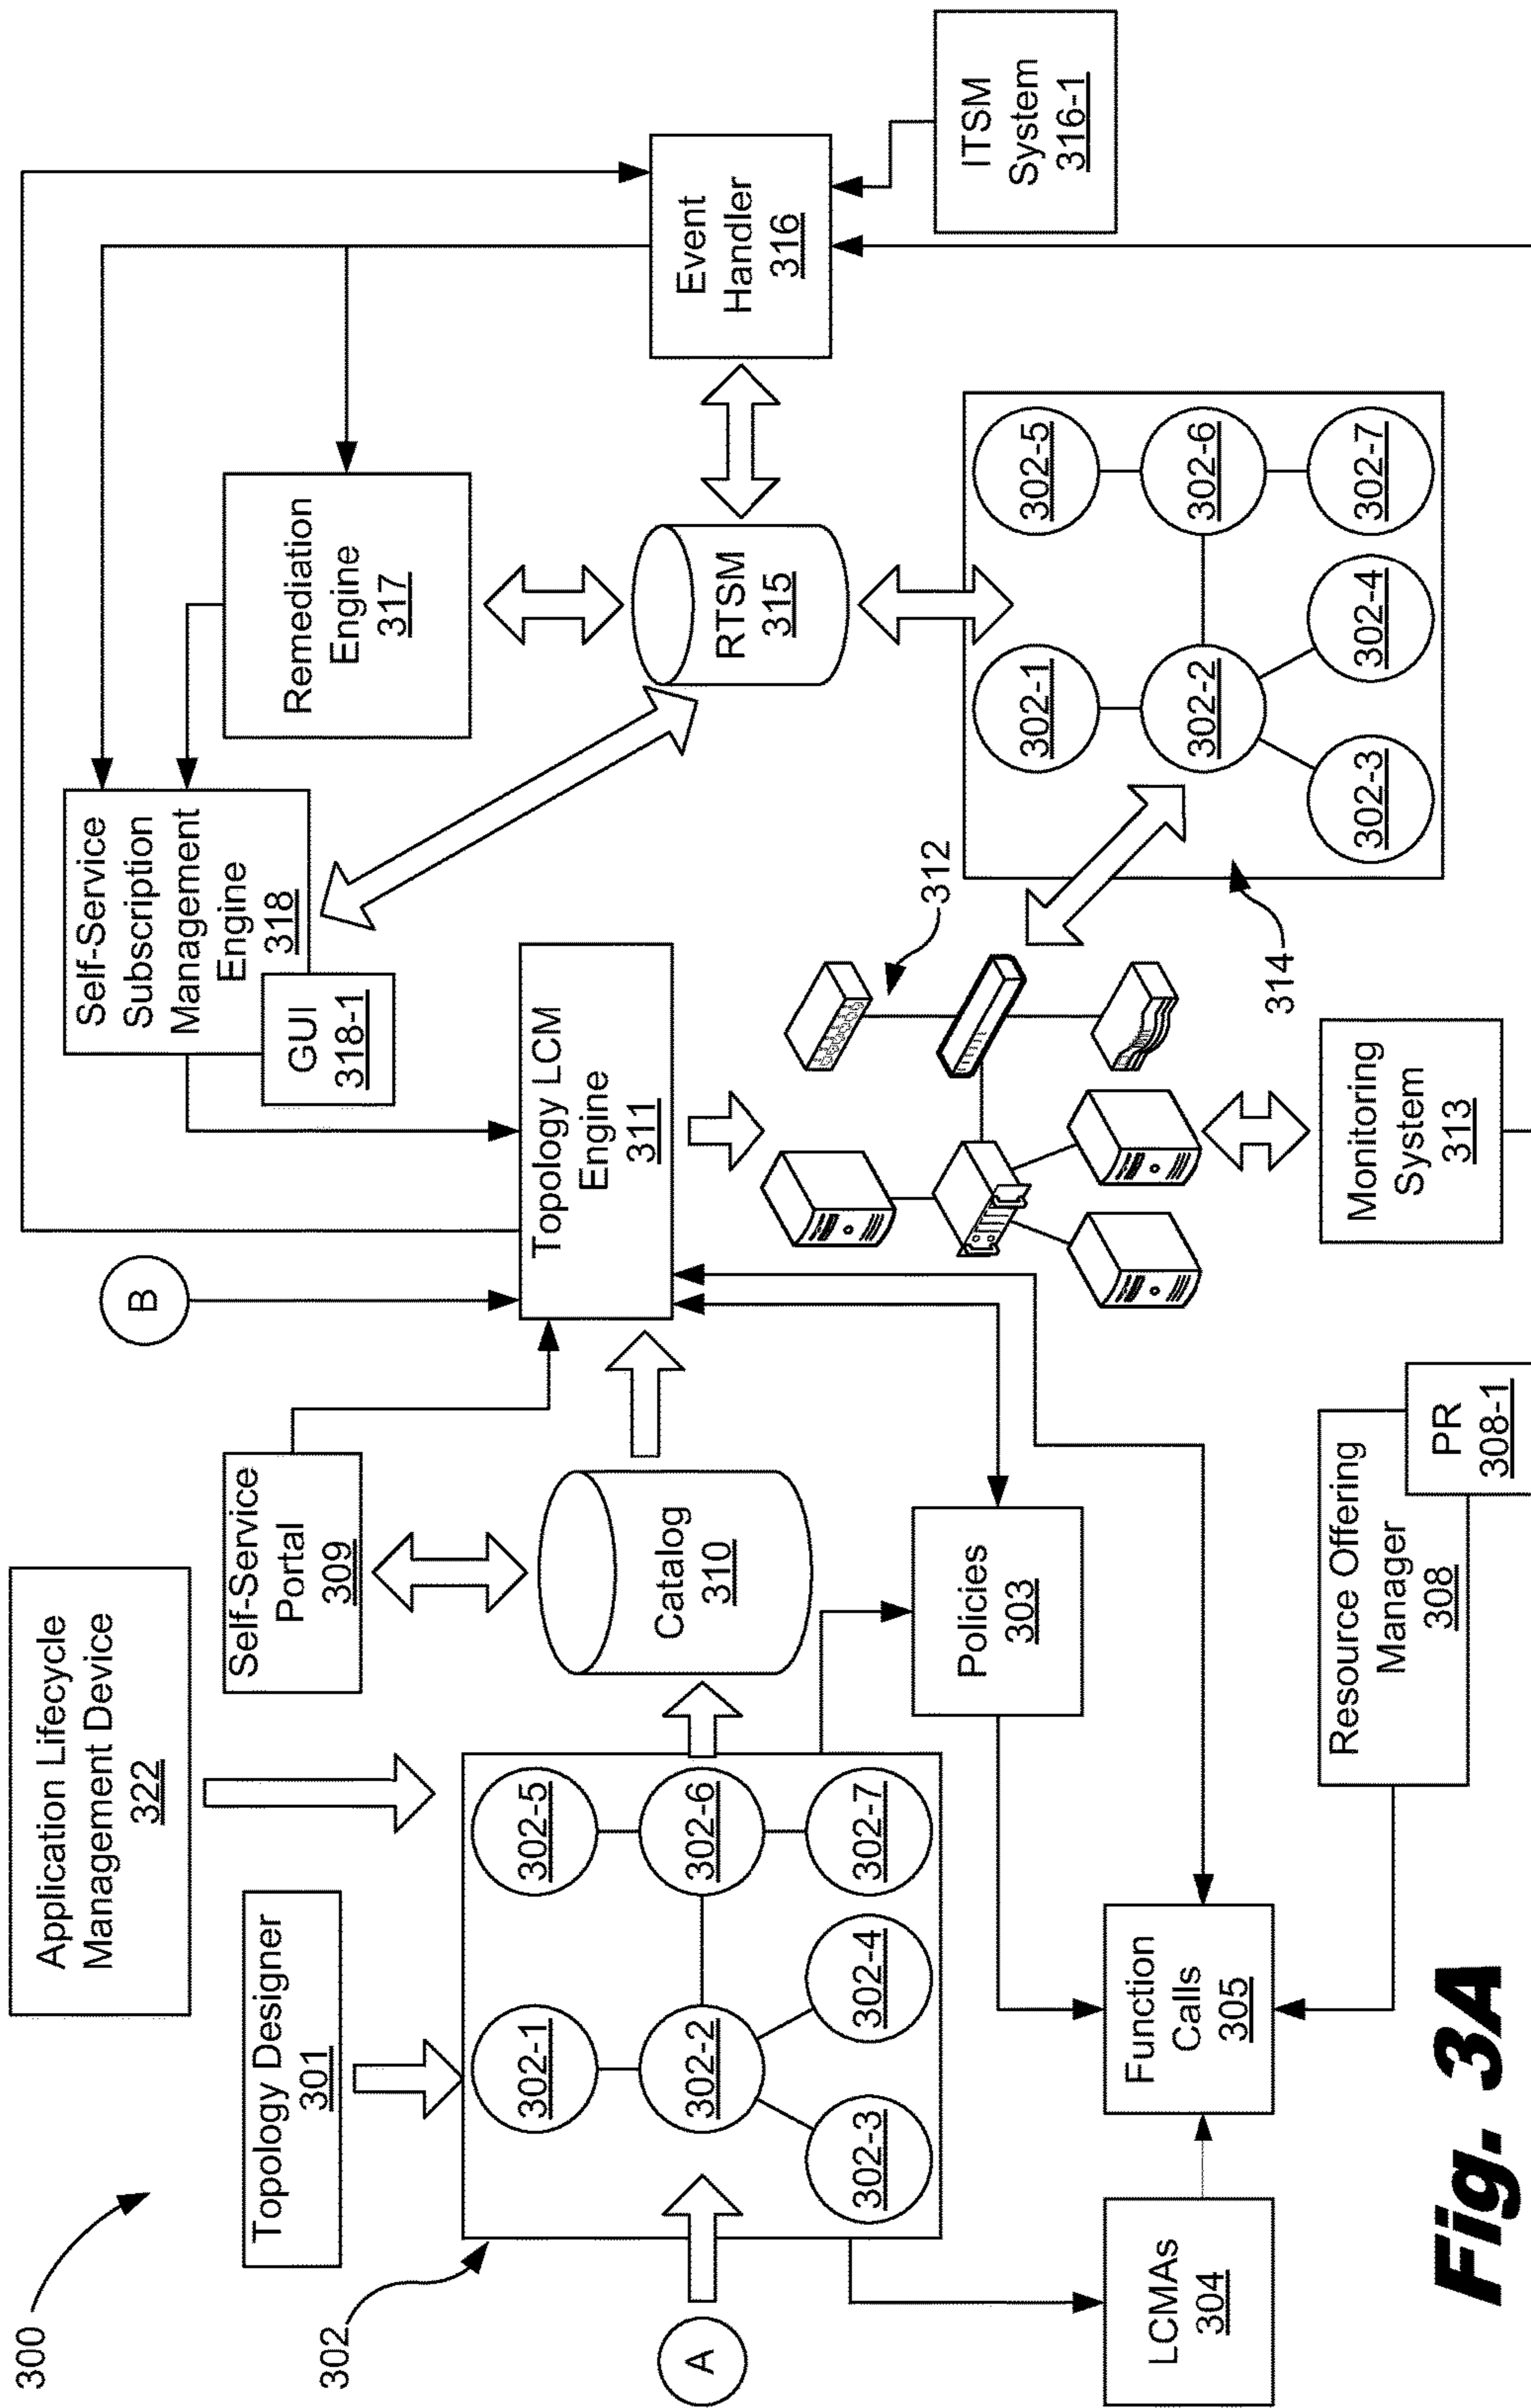 300
Application Lifecycle
Management Device
322
Topology Designer
301
302
302-1
302-2
302-3
302-4
302-5
302-6
302-7
A
LCMAs
304
Function
Calls
305
Policies
303
Resource Offering
Manager
308
PR
308-1
Self-Service
Portal
309
Catalog
310
B
Topology LCM
Engine
311
312
Monitoring
System
313
314
302-1
302-2
302-3
302-4
302-5
302-6
302-7
Self-Service
Subscription
Management
Engine
318
GUI
318-1
Remediation
Engine
317
RTSM
315
Event
Handler
316
ITSM
System
316-1
Fig. 3A